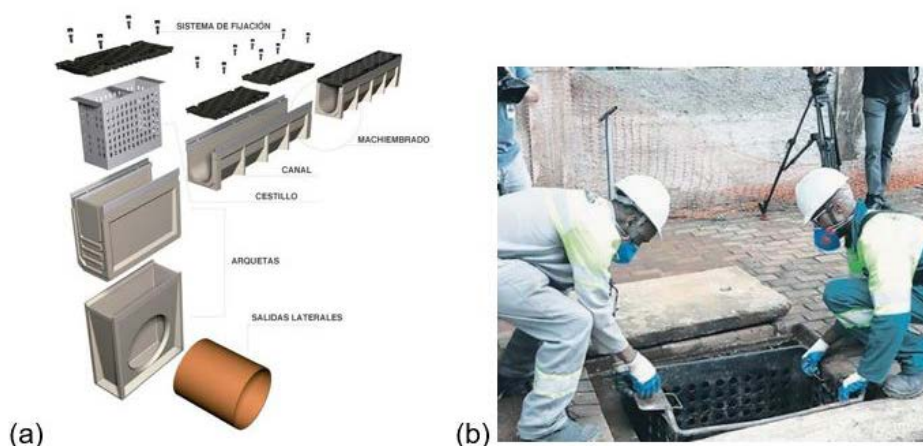 SISTEMA DE FIJACIÓN
MACHIEMBRADO
CANAL
CESTILLO
ARQUETAS
SALIDAS LATERALES
(a)
(b)